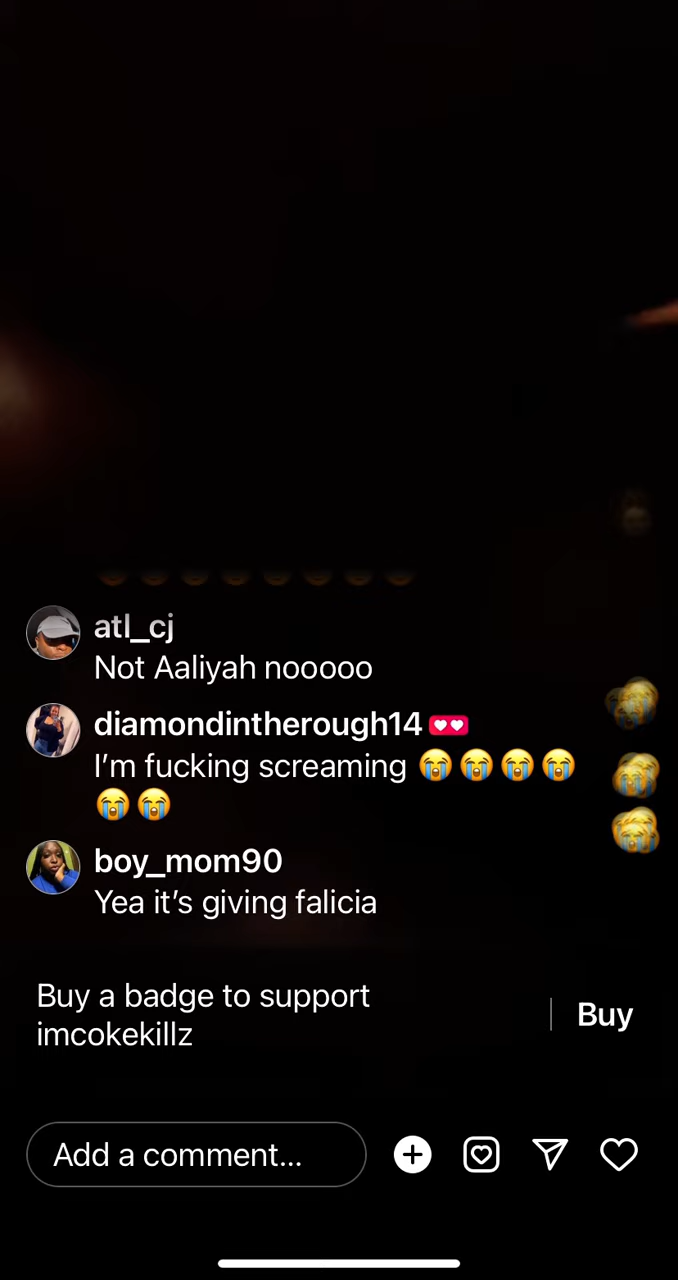 atl_cj
Not Aaliyah nooooo
diamondintherough14
I’m fucking screaming 😭😭😭😭
😭😭
boy_mom90
Yea it’s giving falicia
Buy a badge to support
imcokekillz
Buy
Add a comment...